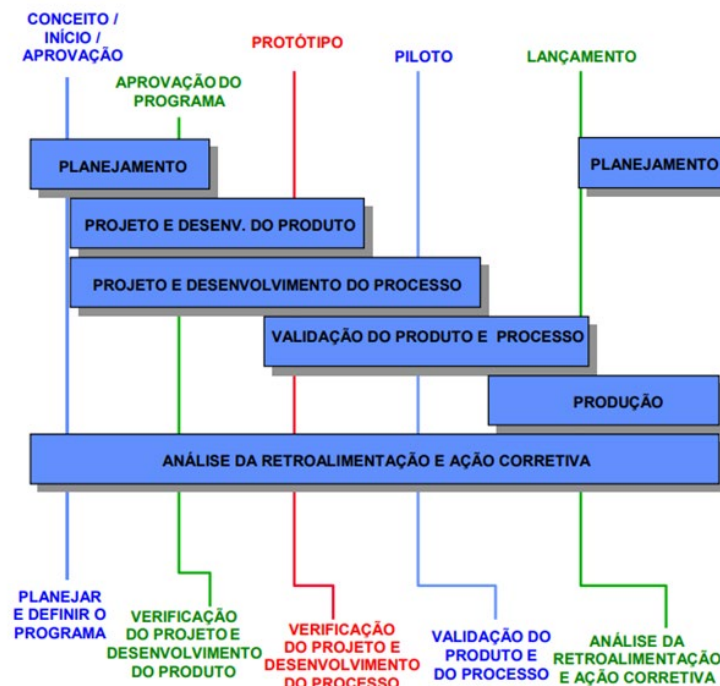 CONCEITO /
INÍCIO /
APROVAÇÃO
APROVAÇÃO DO
PROGRAMA
PROTÓTIPO
PILOTO
LANÇAMENTO
PLANEJAMENTO
PLANEJAMENTO
PROJETO E DESENV. DO PRODUTO
PROJETO E DESENVOLVIMENTO DO PROCESSO
VALIDAÇÃO DO PRODUTO E PROCESSO
PRODUÇÃO
ANÁLISE DA RETROALIMENTAÇÃO E AÇÃO CORRETIVA
PLANEJAR
E DEFINIR O
PROGRAMA
VERIFICAÇÃO
DO PROJETO E
DESENVOLVIMENTO
DO PRODUTO
VERIFICAÇÃO
DO PROJETO E
DESENVOLVIMENTO
DO PROCESSO
VALIDAÇÃO DO
PRODUTO E
DO PROCESSO
ANÁLISE DA
RETROALIMENTAÇÃO
E AÇÃO CORRETIVA